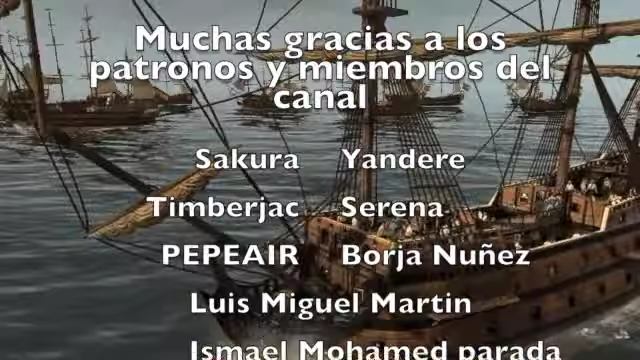 Muchas gracias a los
patronos y miembros del
canal
Sakura Yandere
Timberjac Serena
PEPEAIR Borja Nuñez
Luis Miguel Martin
Ismael Mohamed parada